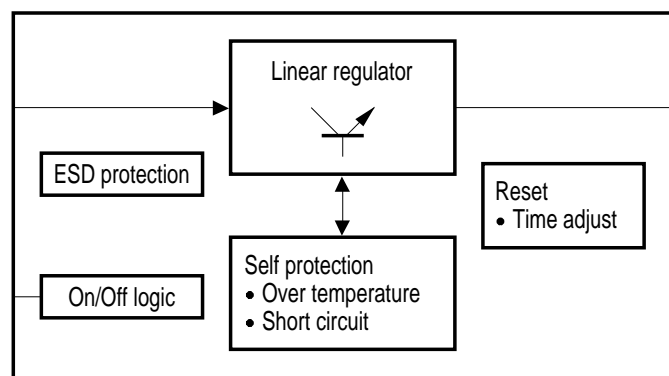 Linear regulator
ESD protection
Reset
• Time adjust
On/Off logic
Self protection
• Over temperature
• Short circuit